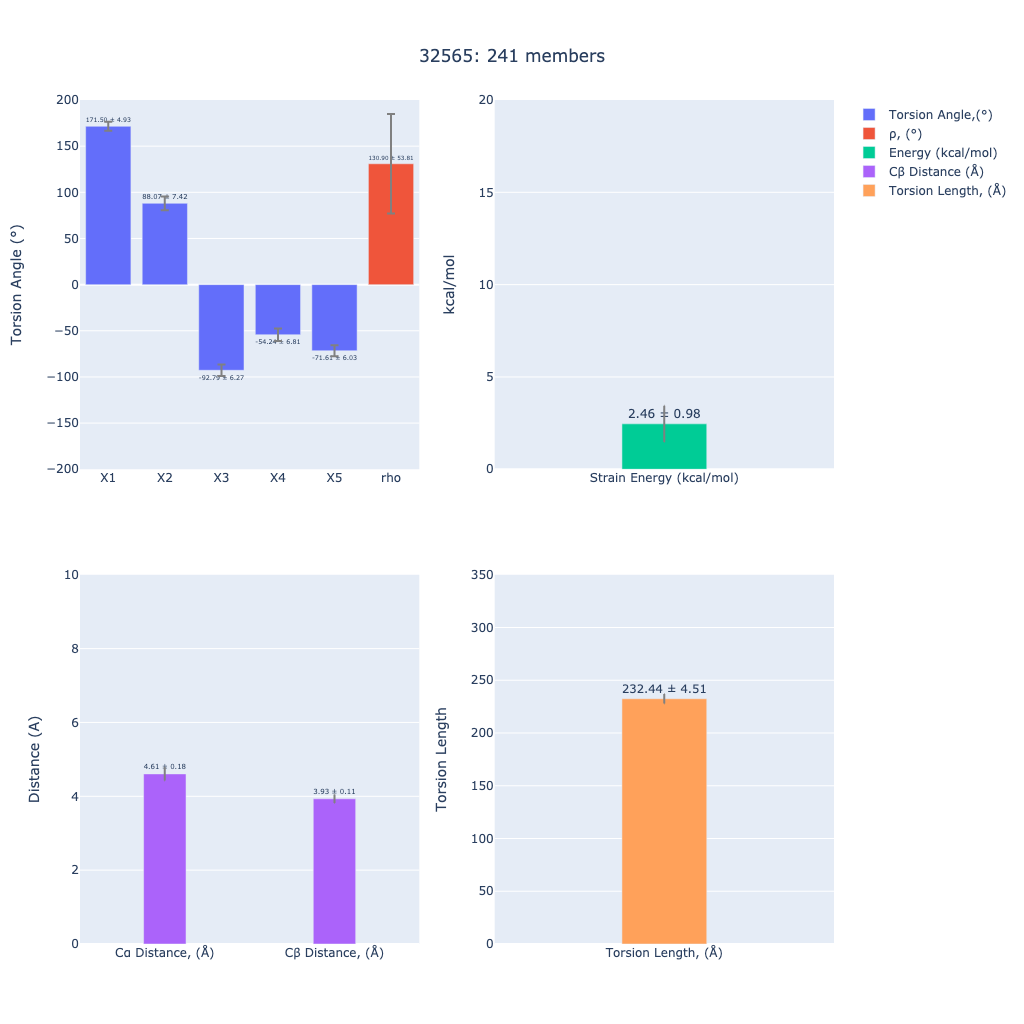 32565: 241 members
200
150
100
50
0
−50
−100
−150
−200
Torsion Angle (°)
171.50 ± 4.93
88.07 ± 7.42
-92.79 ± 6.27
-54.24 ± 6.81
-71.61 ± 6.03
130.90 ± 53.81
X1 X2 X3 X4 X5 rho
20
15
10
5
0
kcal/mol
2.46 ± 0.98
Strain Energy (kcal/mol)
Torsion Angle,(°)
ρ, (°)
Energy (kcal/mol)
Cβ Distance (Å)
Torsion Length, (Å)
10
8
6
4
2
0
Distance (A)
4.61 ± 0.18
3.93 ± 0.11
Cα Distance, (Å) Cβ Distance, (Å)
350
300
250
200
150
100
50
0
Torsion Length
232.44 ± 4.51
Torsion Length, (Å)